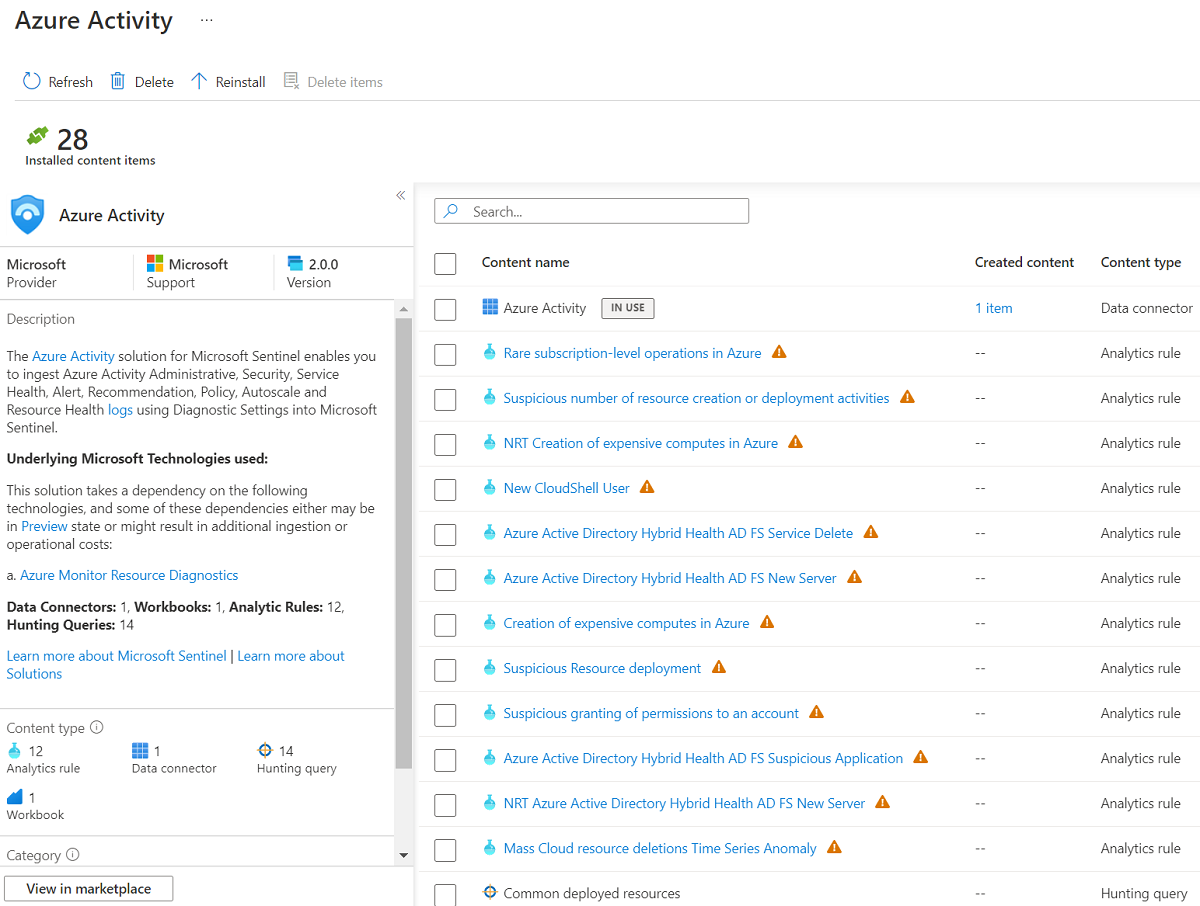 Azure Activity ...
Refresh Delete Reinstall Delete items
28
Installed content items
Azure Activity
Microsoft
Provider
Microsoft
Support
2.0.0
Version
Description
The Azure Activity solution for Microsoft Sentinel enables you
to ingest Azure Activity Administrative, Security, Service
Health, Alert, Recommendation, Policy, Autoscale and
Resource Health logs using Diagnostic Settings into Microsoft
Sentinel.
Underlying Microsoft Technologies used:
This solution takes a dependency on the following
technologies, and some of these dependencies either may be
in Preview state or might result in additional ingestion or
operational costs:
a. Azure Monitor Resource Diagnostics
Data Connectors: 1, Workbooks: 1, Analytic Rules: 12,
Hunting Queries: 14
Learn more about Microsoft Sentinel | Learn more about
Solutions
Content type
12
Analytics rule
1
Data connector
14
Hunting query
1
Workbook
Category
View in marketplace
Search...
Content name Created content Content type
Azure Activity IN USE 1 item Data connector
Rare subscription-level operations in Azure -- Analytics rule
Suspicious number of resource creation or deployment activities -- Analytics rule
NRT Creation of expensive computes in Azure -- Analytics rule
New CloudShell User -- Analytics rule
Azure Active Directory Hybrid Health AD FS Service Delete -- Analytics rule
Azure Active Directory Hybrid Health AD FS New Server -- Analytics rule
Creation of expensive computes in Azure -- Analytics rule
Suspicious Resource deployment -- Analytics rule
Suspicious granting of permissions to an account -- Analytics rule
Azure Active Directory Hybrid Health AD FS Suspicious Application -- Analytics rule
NRT Azure Active Directory Hybrid Health AD FS New Server -- Analytics rule
Mass Cloud resource deletions Time Series Anomaly -- Analytics rule
Common deployed resources -- Hunting query